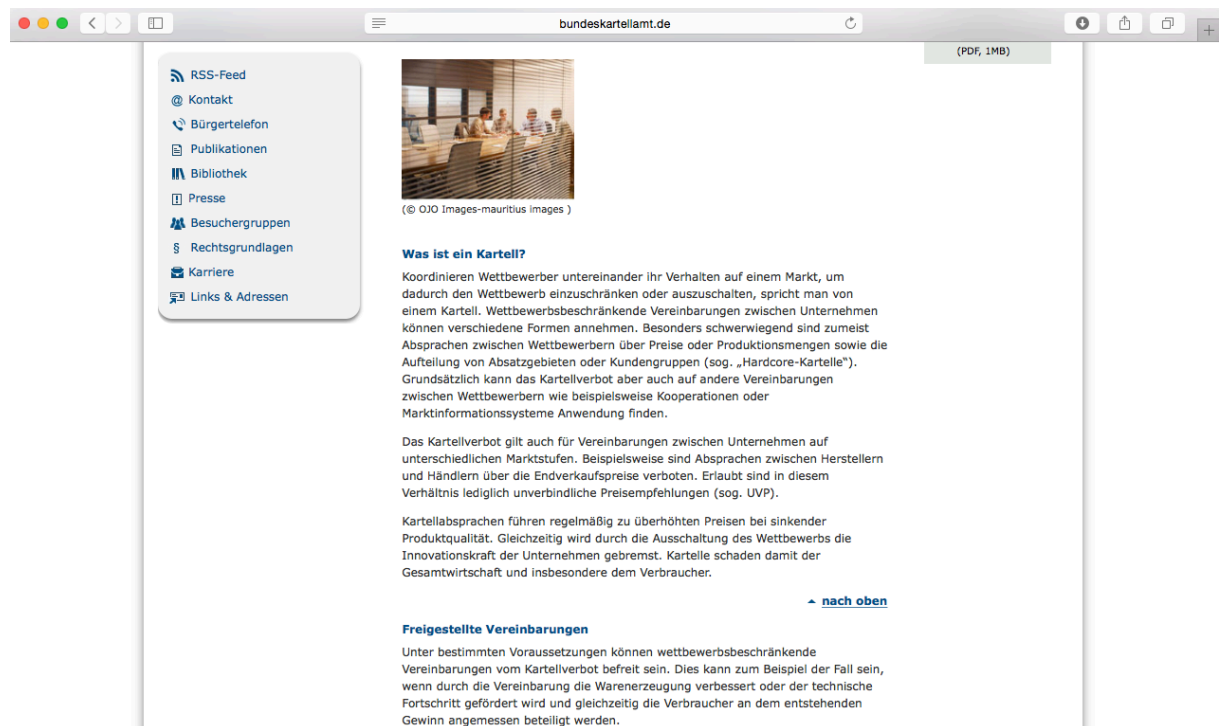 bundeskartellamt.de
(PDF, 1MB)
RSS-Feed
@ Kontakt
Bürgertelefon
Publikationen
Bibliothek
Presse
Besuchergruppen
§ Rechtsgrundlagen
Karriere
Links & Adressen
(© OJO Images-mauritius images )
Was ist ein Kartell?
Koordinieren Wettbewerber untereinander ihr Verhalten auf einem Markt, um
dadurch den Wettbewerb einzuschränken oder auszuschalten, spricht man von
einem Kartell. Wettbewerbsbeschränkende Vereinbarungen zwischen Unternehmen
können verschiedene Formen annehmen. Besonders schwerwiegend sind zumeist
Absprachen zwischen Wettbewerbern über Preise oder Produktionsmengen sowie die
Aufteilung von Absatzgebieten oder Kundengruppen (sog. „Hardcore-Kartelle“).
Grundsätzlich kann das Kartellverbot aber auch auf andere Vereinbarungen
zwischen Wettbewerbern wie beispielsweise Kooperationen oder
Marktinformationssysteme Anwendung finden.
Das Kartellverbot gilt auch für Vereinbarungen zwischen Unternehmen auf
unterschiedlichen Marktstufen. Beispielsweise sind Absprachen zwischen Herstellern
und Händlern über die Endverkaufspreise verboten. Erlaubt sind in diesem
Verhältnis lediglich unverbindliche Preisempfehlungen (sog. UVP).
Kartellabsprachen führen regelmäßig zu überhöhten Preisen bei sinkender
Produktqualität. Gleichzeitig wird durch die Ausschaltung des Wettbewerbs die
Innovationskraft der Unternehmen gebremst. Kartelle schaden damit der
Gesamtwirtschaft und insbesondere dem Verbraucher.
nach oben
Freigestellte Vereinbarungen
Unter bestimmten Voraussetzungen können wettbewerbsbeschränkende
Vereinbarungen vom Kartellverbot befreit sein. Dies kann zum Beispiel der Fall sein,
wenn durch die Vereinbarung die Warenerzeugung verbessert oder der technische
Fortschritt gefördert wird und gleichzeitig die Verbraucher an dem entstehenden
Gewinn angemessen beteiligt werden.